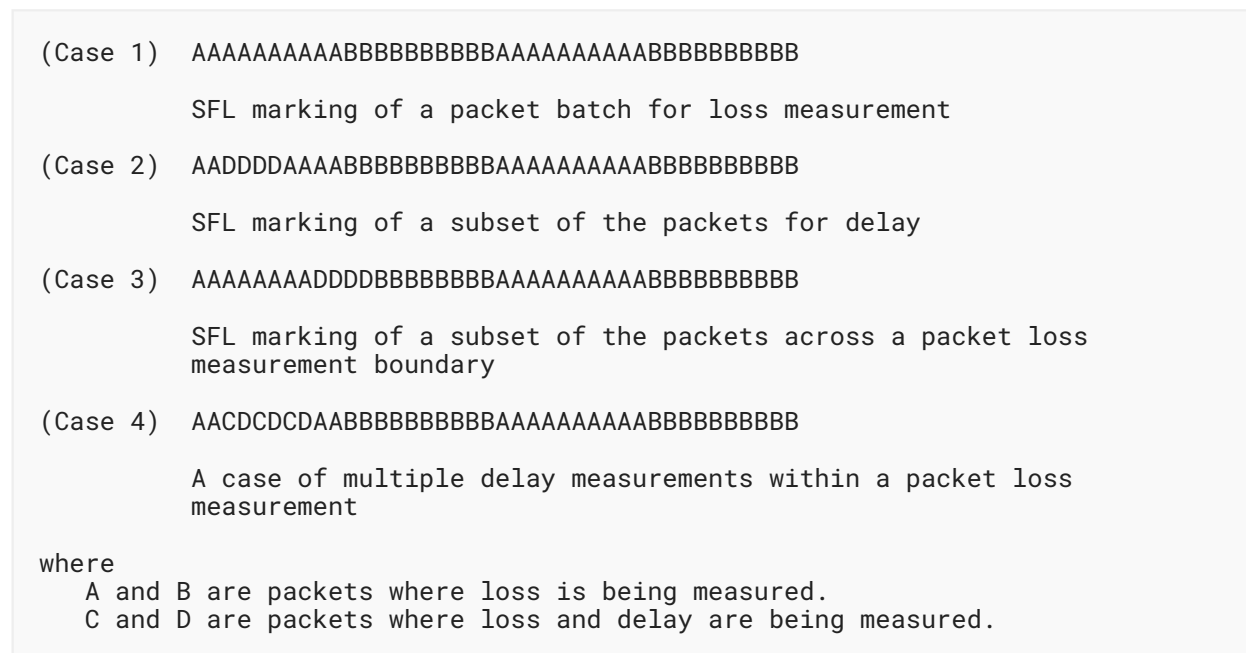 (Case 1)  AAAAAAAAAABBBBBBBBBBAAAAAAAAAABBBBBBBBBB
SFL marking of a packet batch for loss measurement
(Case 2)  AADDDDAAAABBBBBBBBBBAAAAAAAAAABBBBBBBBBB
SFL marking of a subset of the packets for delay
(Case 3)  AAAAAAAADDDDBBBBBBBBAAAAAAAAAABBBBBBBBBB
SFL marking of a subset of the packets across a packet loss
measurement boundary
(Case 4)  AACDCDCDAABBBBBBBBBBAAAAAAAAAABBBBBBBBBB
A case of multiple delay measurements within a packet loss
measurement
where
A and B are packets where loss is being measured.
C and D are packets where loss and delay are being measured.